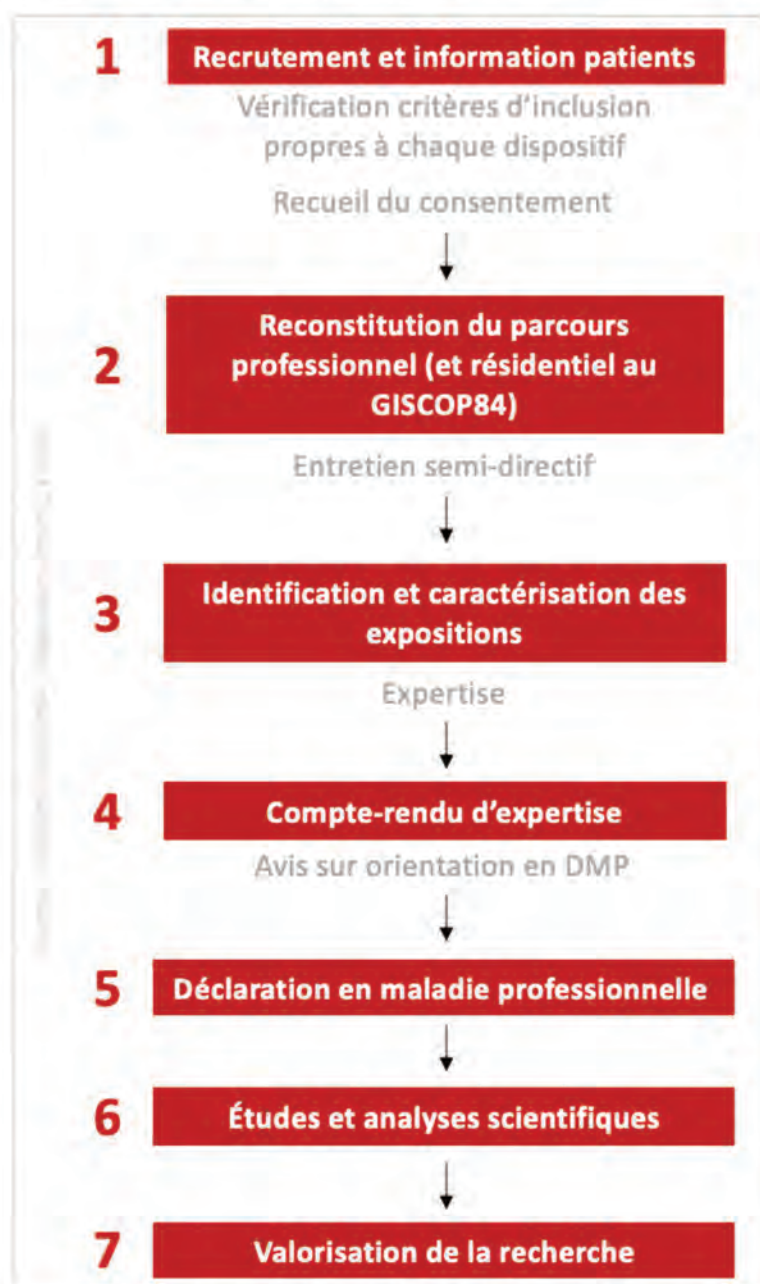 1 Recrutement et information patients
Vérification critères d'inclusion
propres à chaque dispositif
Recueil du consentement
2 Reconstitution du parcours
professionnel (et résidentiel au
GISCOP84)
Entretien semi-directif
3 Identification et caractérisation des
expositions
Expertise
4 Compte-rendu d'expertise
Avis sur orientation en DMP
5 Déclaration en maladie professionnelle
6 Études et analyses scientifiques
7 Valorisation de la recherche